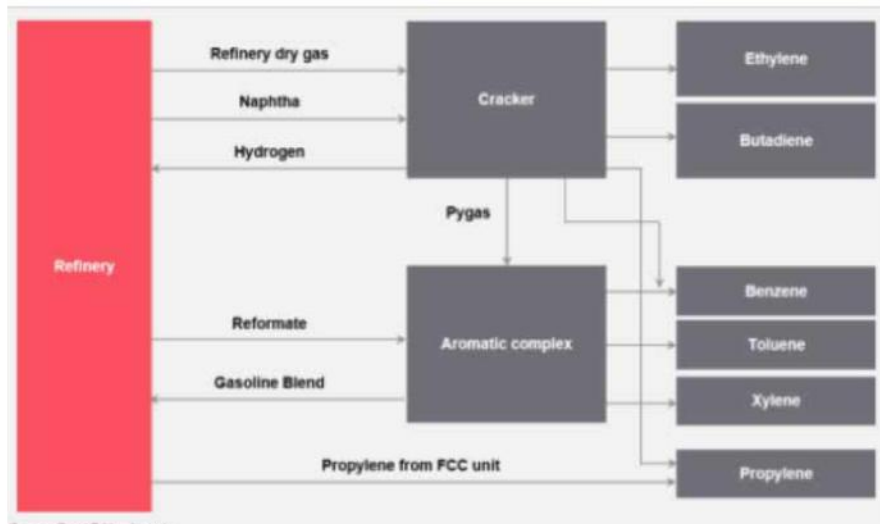 Refinery dry gas
Ethylene
Naphtha
Cracker
Butadiene
Hydrogen
Pygas
Refinery
Benzene
Reformate
Aromatic complex
Toluene
Gasoline Blend
Xylene
Propylene from FCC unit
Propylene